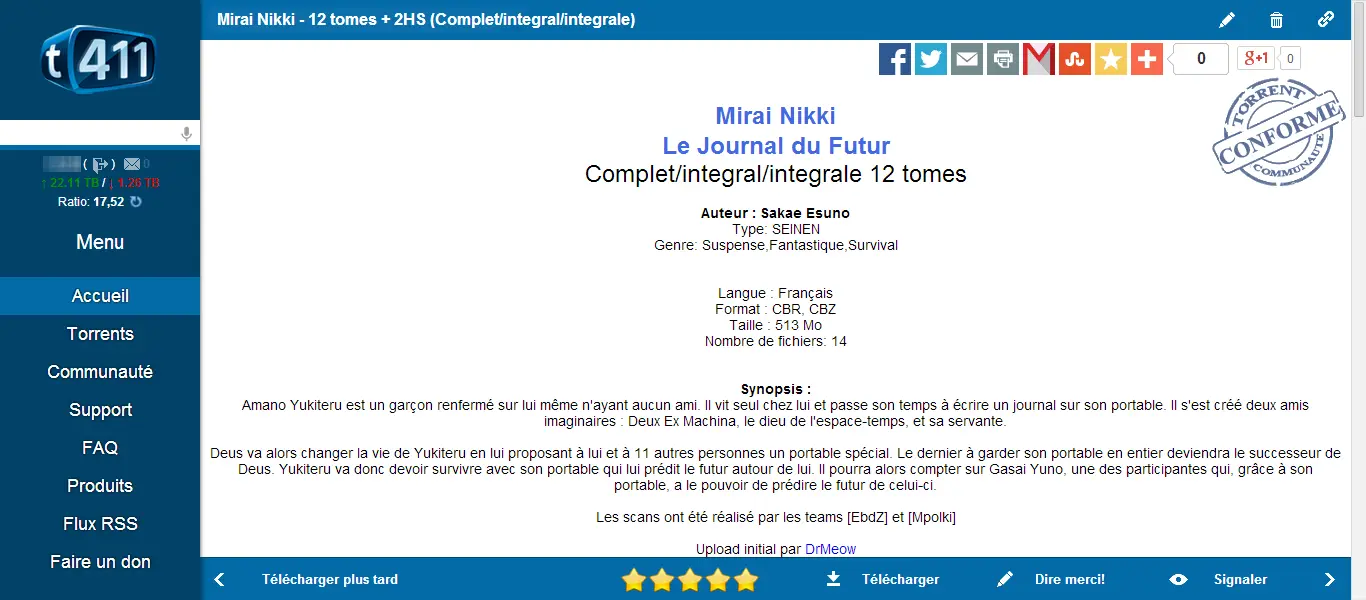 t411
Mirai Nikki - 12 tomes + 2HS (Complet/integral/integrale)
0
g+1 0
TORRENT
CONFORME
COMMUNAUTÉ
( ) 0
↑ 22.11 TB / ↓ 1.26 TB
Ratio: 17,52
Menu
Accueil
Torrents
Communauté
Support
FAQ
Produits
Flux RSS
Faire un don
Mirai Nikki
Le Journal du Futur
Complet/integral/integrale 12 tomes
Auteur : Sakae Esuno
Type: SEINEN
Genre: Suspense,Fantastique,Survival
Langue : Français
Format : CBR, CBZ
Taille : 513 Mo
Nombre de fichiers: 14
Synopsis :
Amano Yukiteru est un garçon renfermé sur lui même n'ayant aucun ami. Il vit seul chez lui et passe son temps à écrire un journal sur son portable. Il s'est créé deux amis
imaginaires : Deux Ex Machina, le dieu de l'espace-temps, et sa servante.
Deus va alors changer la vie de Yukiteru en lui proposant à lui et à 11 autres personnes un portable spécial. Le dernier à garder son portable en entier deviendra le successeur de
Deus. Yukiteru va donc devoir survivre avec son portable qui lui prédit le futur autour de lui. Il pourra alors compter sur Gasai Yuno, une des participantes qui, grâce à son
portable, a le pouvoir de prédire le futur de celui-ci.
Les scans ont été réalisé par les teams [EbdZ] et [Mpolki]
Upload initial par DrMeow
Télécharger plus tard
Télécharger
Dire merci!
Signaler